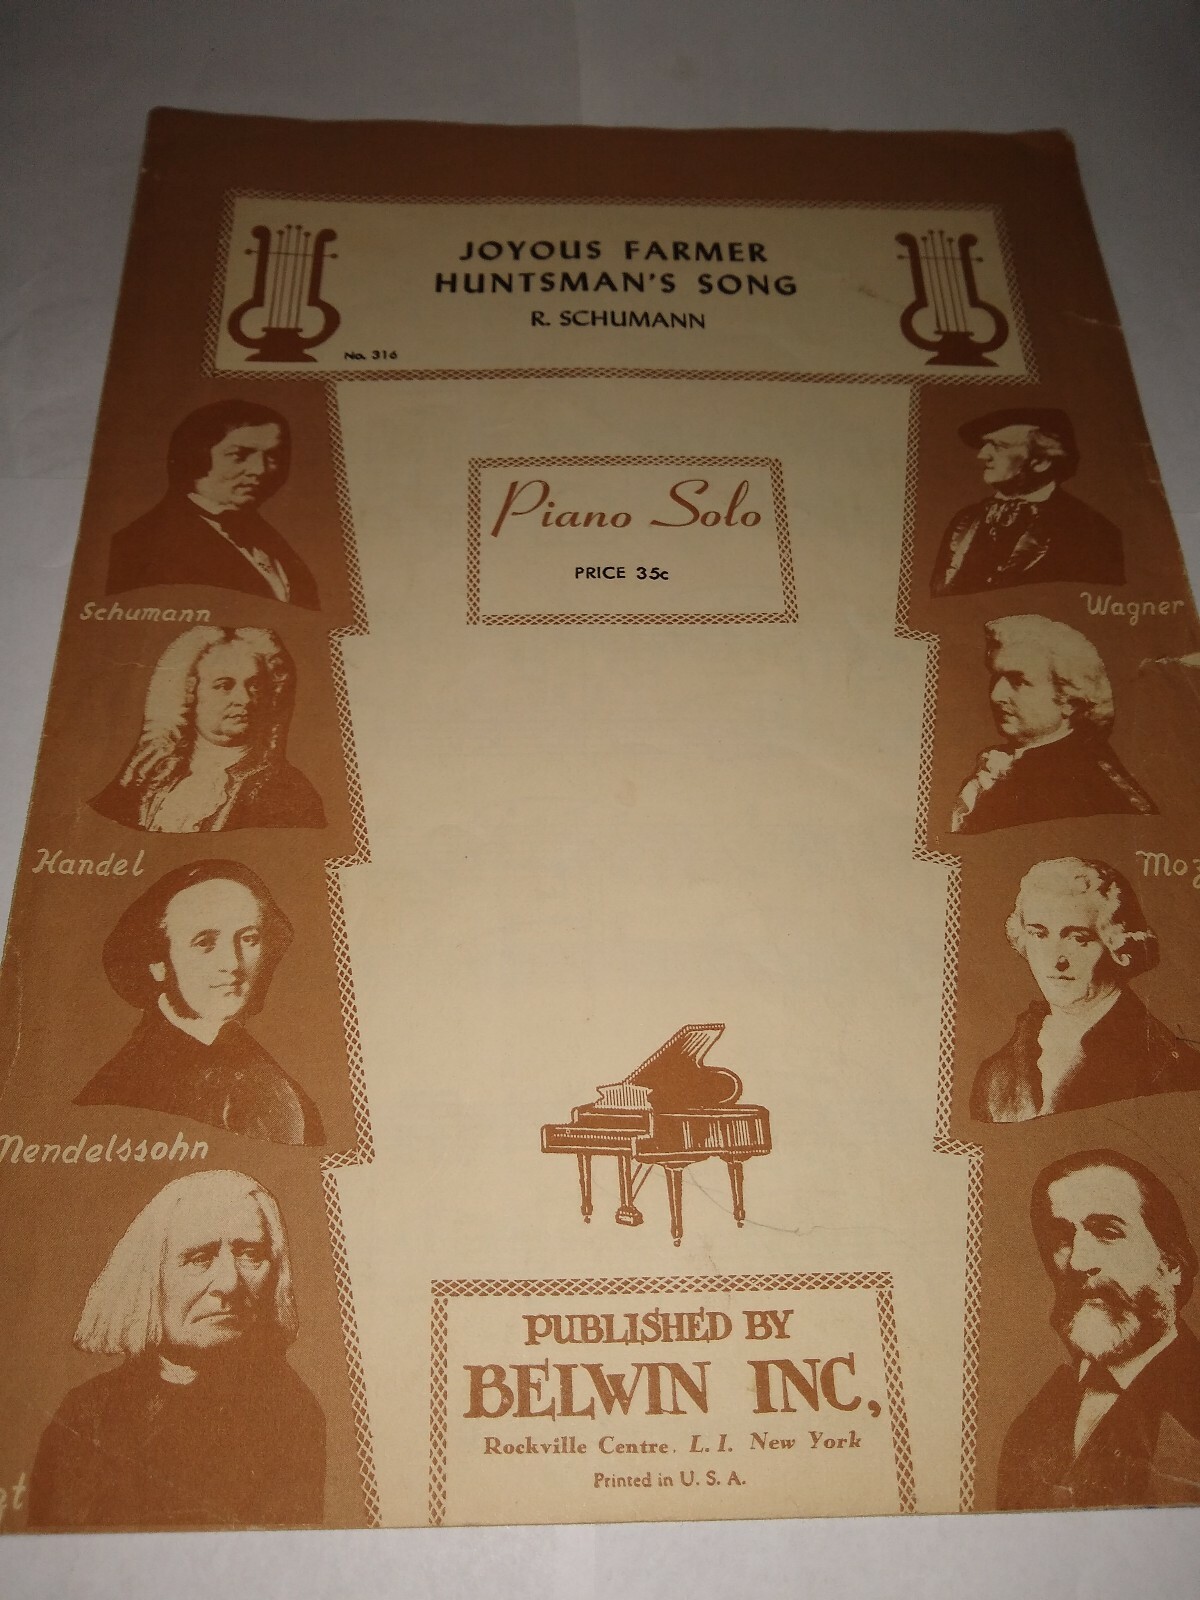 JOYOUS FARMER
HUNTSMAN'S SONG
R. SCHUMANN
No. 316
Piano Solo
PRICE 35c
Schumann
Wagner
Handel
Mendelssohn
PUBLISHED BY
BELWIN INC,
Rockville Centre, L. I. New York
Printed in U. S. A.